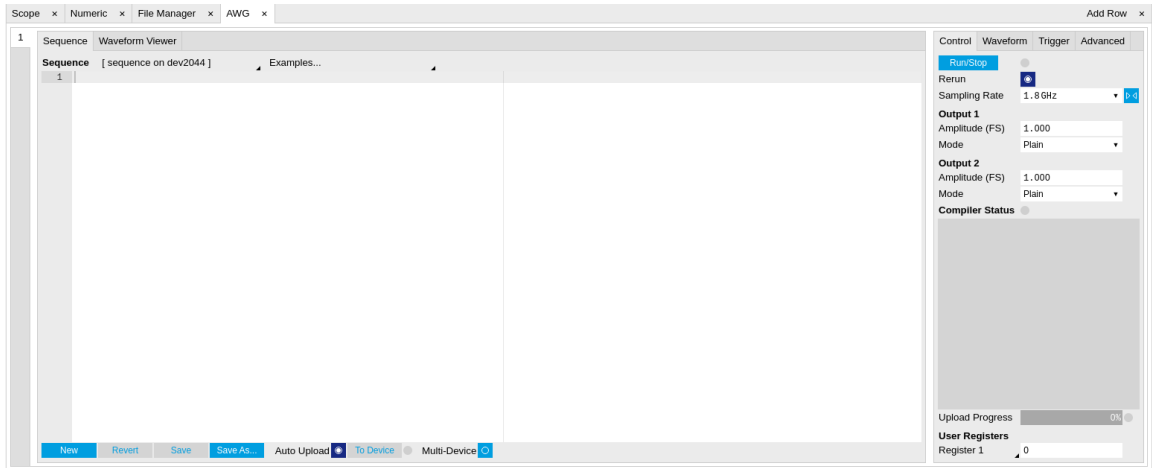 Scope × Numeric × File Manager × AWG × Add Row ×
1
Sequence Waveform Viewer
Sequence [ sequence on dev2044 ] Examples...
1
New Revert Save Save As... Auto Upload To Device Multi-Device
Control Waveform Trigger Advanced
Run/Stop
Rerun
Sampling Rate 1.8 GHz
Output 1
Amplitude (FS) 1.000
Mode Plain
Output 2
Amplitude (FS) 1.000
Mode Plain
Compiler Status
Upload Progress 0%
User Registers
Register 1 0